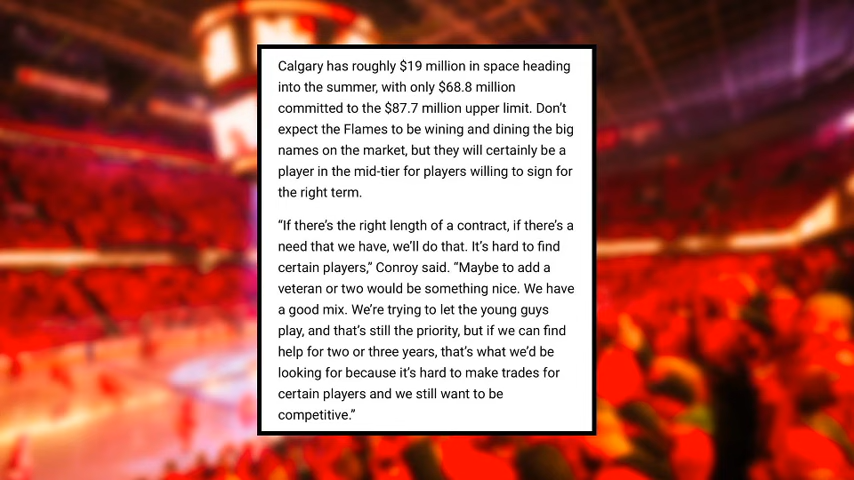 Calgary has roughly $19 million in space heading
into the summer, with only $68.8 million
committed to the $87.7 million upper limit. Don’t
expect the Flames to be wining and dining the big
names on the market, but they will certainly be a
player in the mid-tier for players willing to sign for
the right term.
“If there’s the right length of a contract, if there’s a
need that we have, we’ll do that. It’s hard to find
certain players,” Conroy said. “Maybe to add a
veteran or two would be something nice. We have
a good mix. We’re trying to let the young guys
play, and that’s still the priority, but if we can find
help for two or three years, that’s what we’d be
looking for because it’s hard to make trades for
certain players and we still want to be
competitive.”